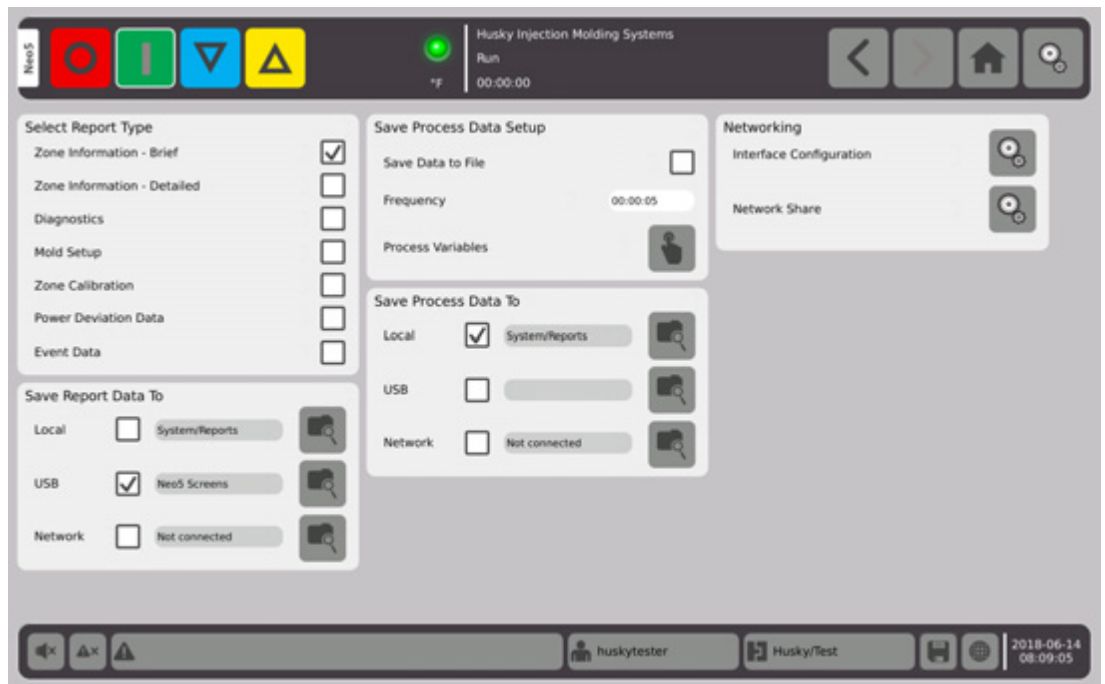 Neo5
°F
Husky Injection Molding Systems
Run
00:00:00
Select Report Type
Zone Information - Brief
Zone Information - Detailed
Diagnostics
Mold Setup
Zone Calibration
Power Deviation Data
Event Data
Save Report Data To
Local
System/Reports
USB
Neo5 Screens
Network
Not connected
Save Process Data Setup
Save Data to File
Frequency
00:00:05
Process Variables
Save Process Data To
Local
System/Reports
USB
Network
Not connected
Networking
Interface Configuration
Network Share
huskytester
Husky/Test
2018-06-14
08:09:05